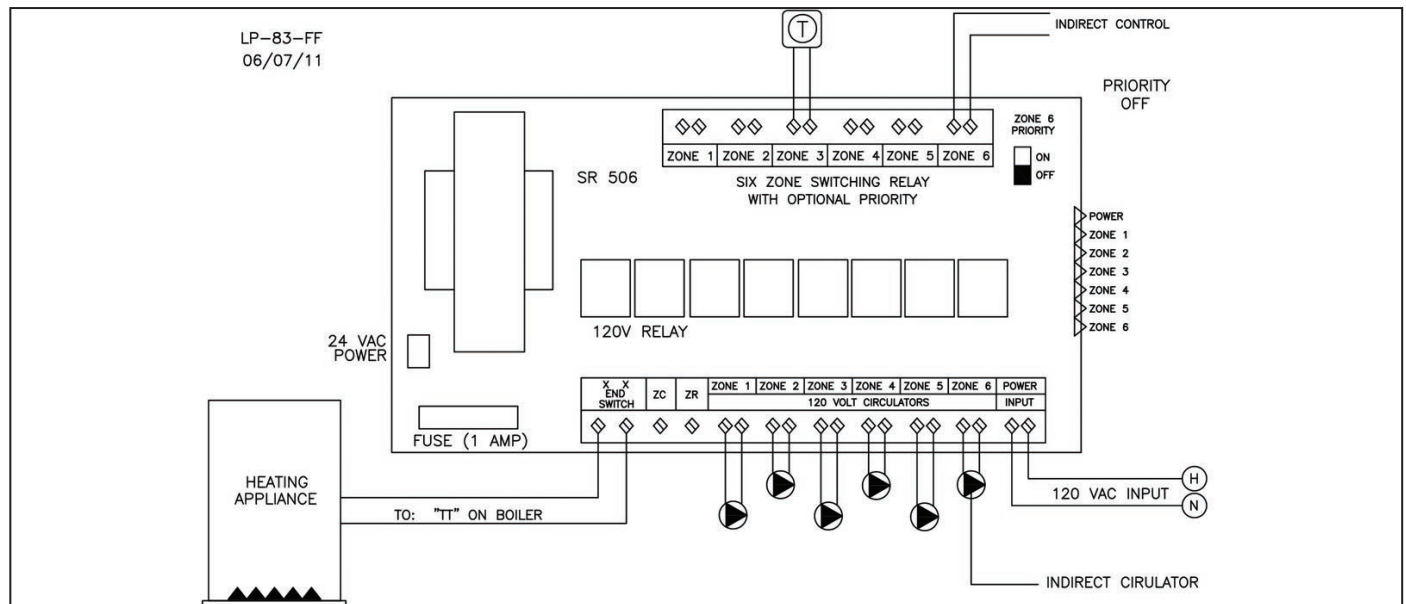 LP-83-FF
06/07/11
T
INDIRECT CONTROL
PRIORITY
OFF
ZONE 1 ZONE 2 ZONE 3 ZONE 4 ZONE 5 ZONE 6
ZONE 6
PRIORITY
ON
OFF
SR 506
SIX ZONE SWITCHING RELAY
WITH OPTIONAL PRIORITY
POWER
ZONE 1
ZONE 2
ZONE 3
ZONE 4
ZONE 5
ZONE 6
120V RELAY
24 VAC
POWER
FUSE (1 AMP)
X X
END
SWITCH
ZC
ZR
ZONE 1 ZONE 2 ZONE 3 ZONE 4 ZONE 5 ZONE 6
120 VOLT CIRCULATORS
POWER
INPUT
HEATING
APPLIANCE
TO: "TT" ON BOILER
120 VAC INPUT
H
N
INDIRECT CIRULATOR